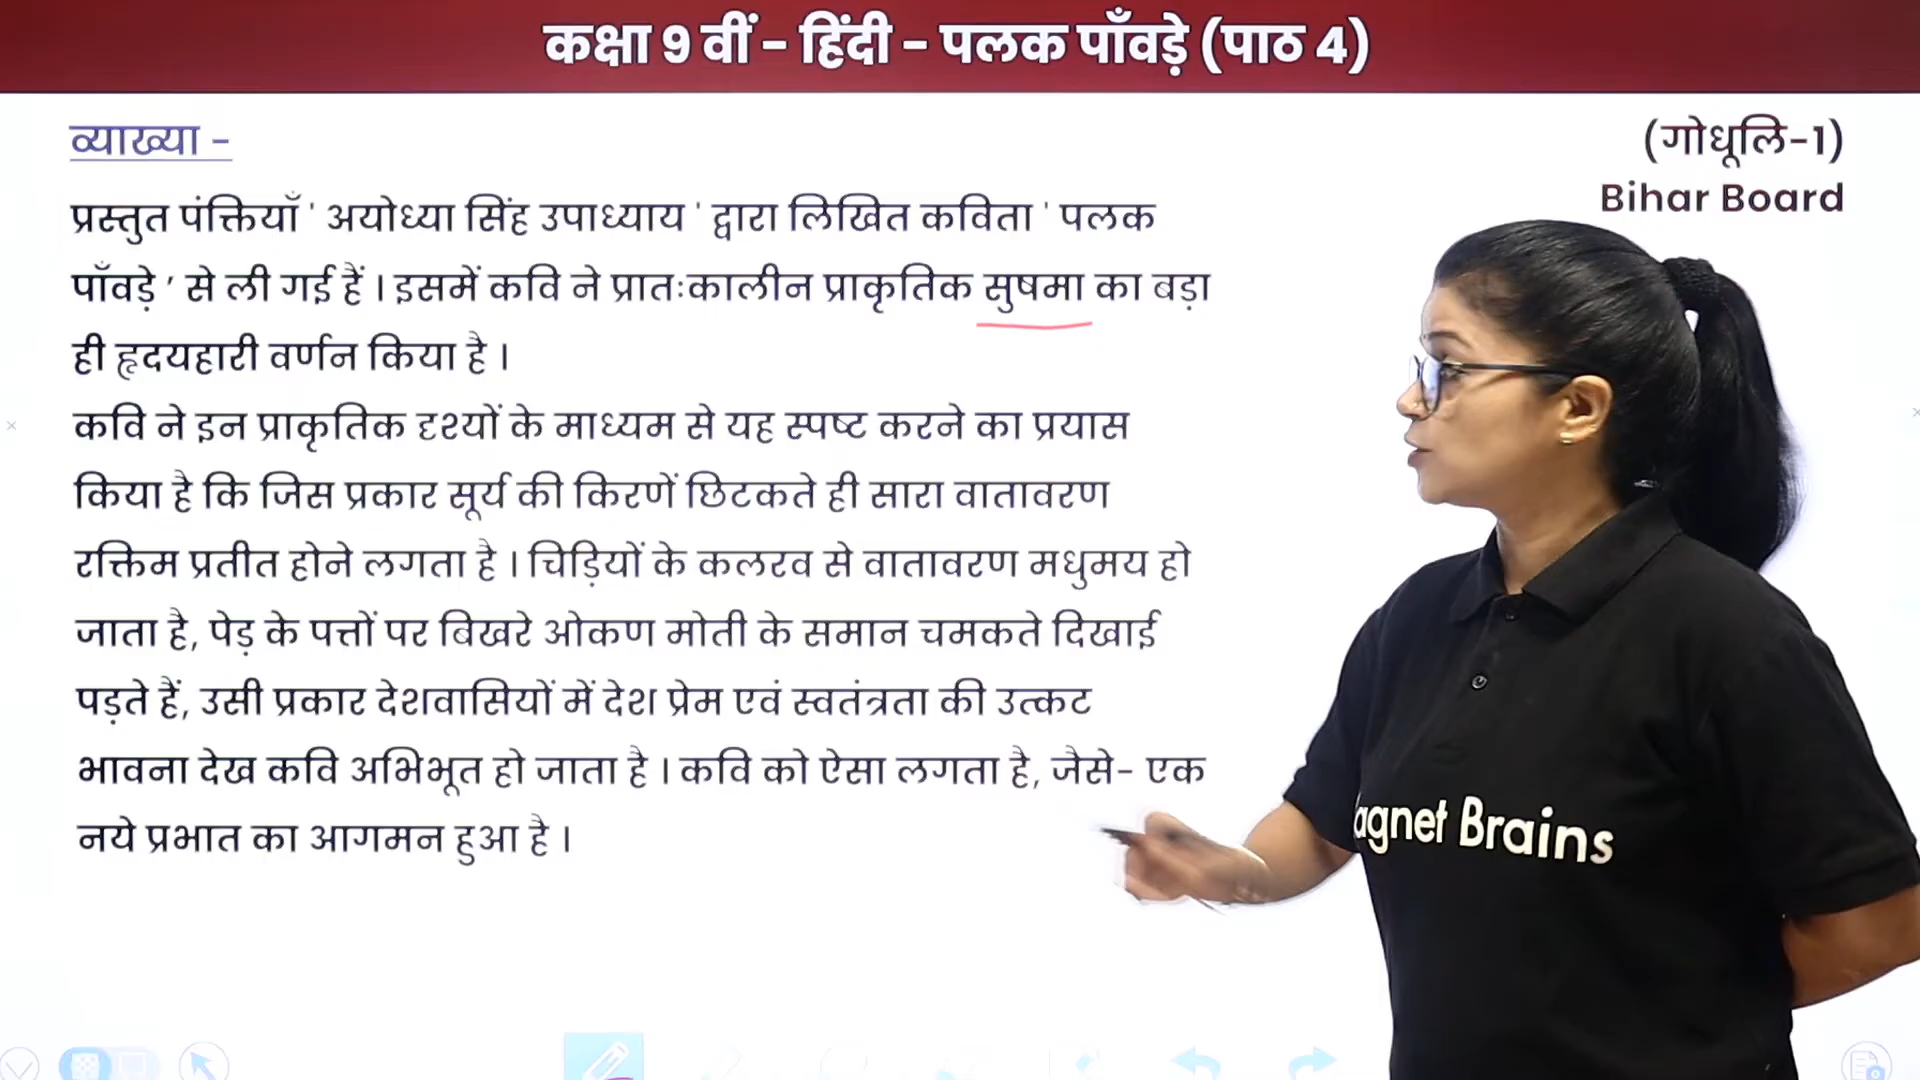 कक्षा 9 वीं - हिंदी - पलक पाँवड़े (पाठ 4)
व्याख्या -
(गोधूलि-1)
Bihar Board
प्रस्तुत पंक्तियाँ ' अयोध्या सिंह उपाध्याय ' द्वारा लिखित कविता ' पलक
पाँवड़े ' से ली गई हैं । इसमें कवि ने प्रातःकालीन प्राकृतिक सुषमा का बड़ा
ही हृदयहारी वर्णन किया है ।
कवि ने इन प्राकृतिक दृश्यों के माध्यम से यह स्पष्ट करने का प्रयास
किया है कि जिस प्रकार सूर्य की किरणें छिटकते ही सारा वातावरण
रक्तिम प्रतीत होने लगता है । चिड़ियों के कलरव से वातावरण मधुमय हो
जाता है, पेड़ के पत्तों पर बिखरे ओकण मोती के समान चमकते दिखाई
पड़ते हैं, उसी प्रकार देशवासियों में देश प्रेम एवं स्वतंत्रता की उत्कट
भावना देख कवि अभिभूत हो जाता है । कवि को ऐसा लगता है, जैसे- एक
नये प्रभात का आगमन हुआ है ।
agnet Brains